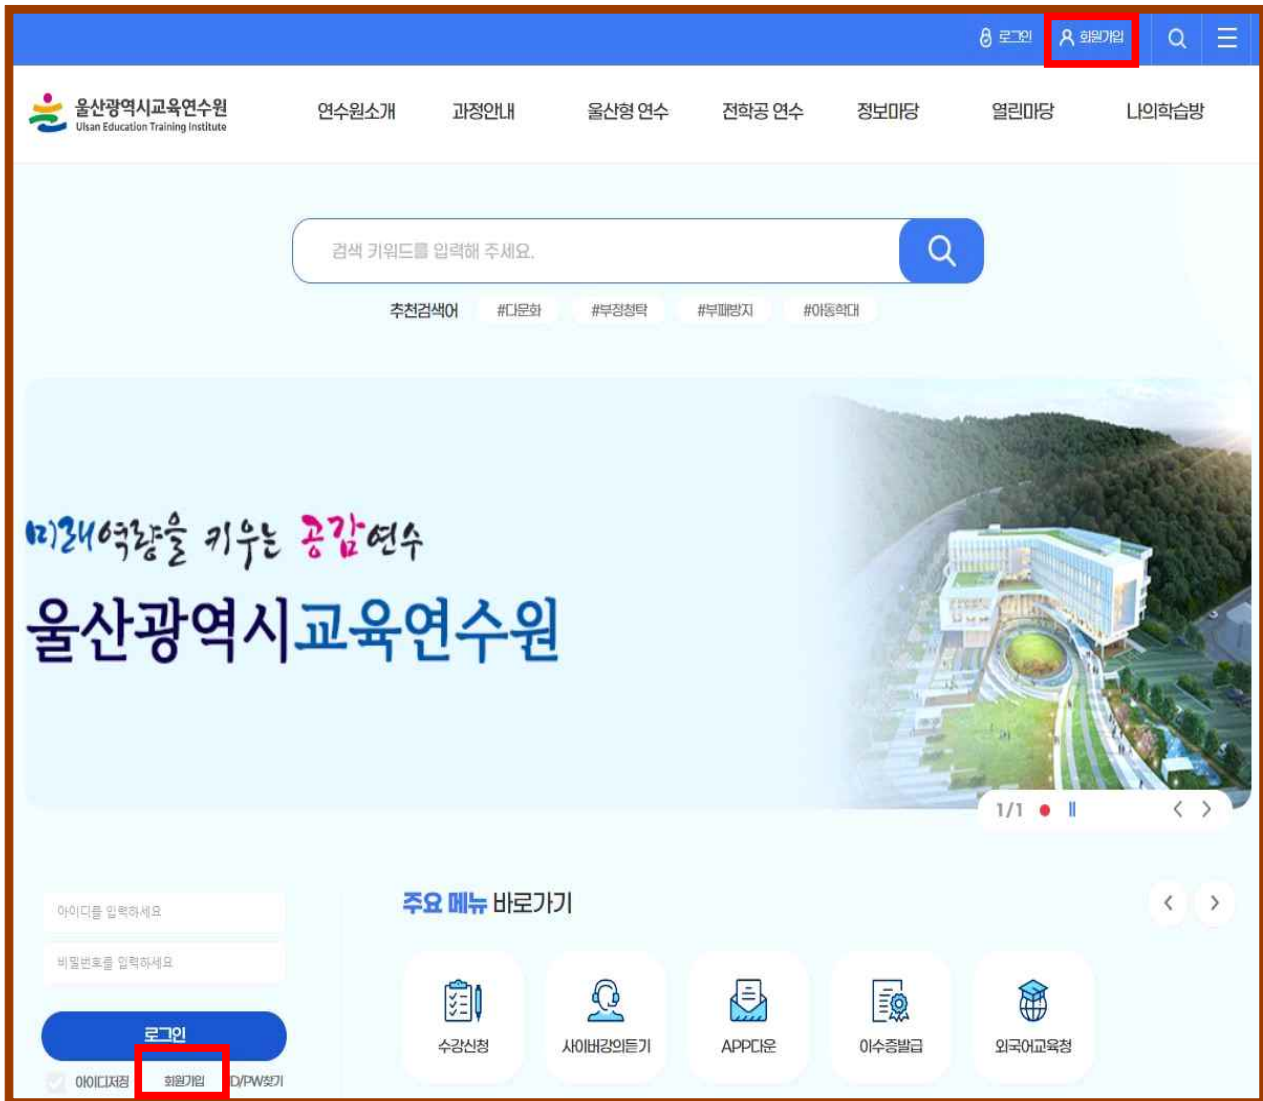 로그인 회원가입
울산광역시교육연수원
Ulsan Education Training Institute
연수원소개 과정안내 울산형 연수 전학공 연수 정보마당 열린마당 나의학습방
검색 키워드를 입력해 주세요.
추천검색어 #다문화 #부정청탁 #부패방지 #아동학대
미래역량을 키우는 공감연수
울산광역시교육연수원
1/1
아이디를 입력하세요
비밀번호를 입력하세요
로그인
아이디저장 회원가입 D/PW찾기
주요 메뉴 바로가기
수강신청 사이버강의듣기 APP다운 이수증발급 외국어교육청